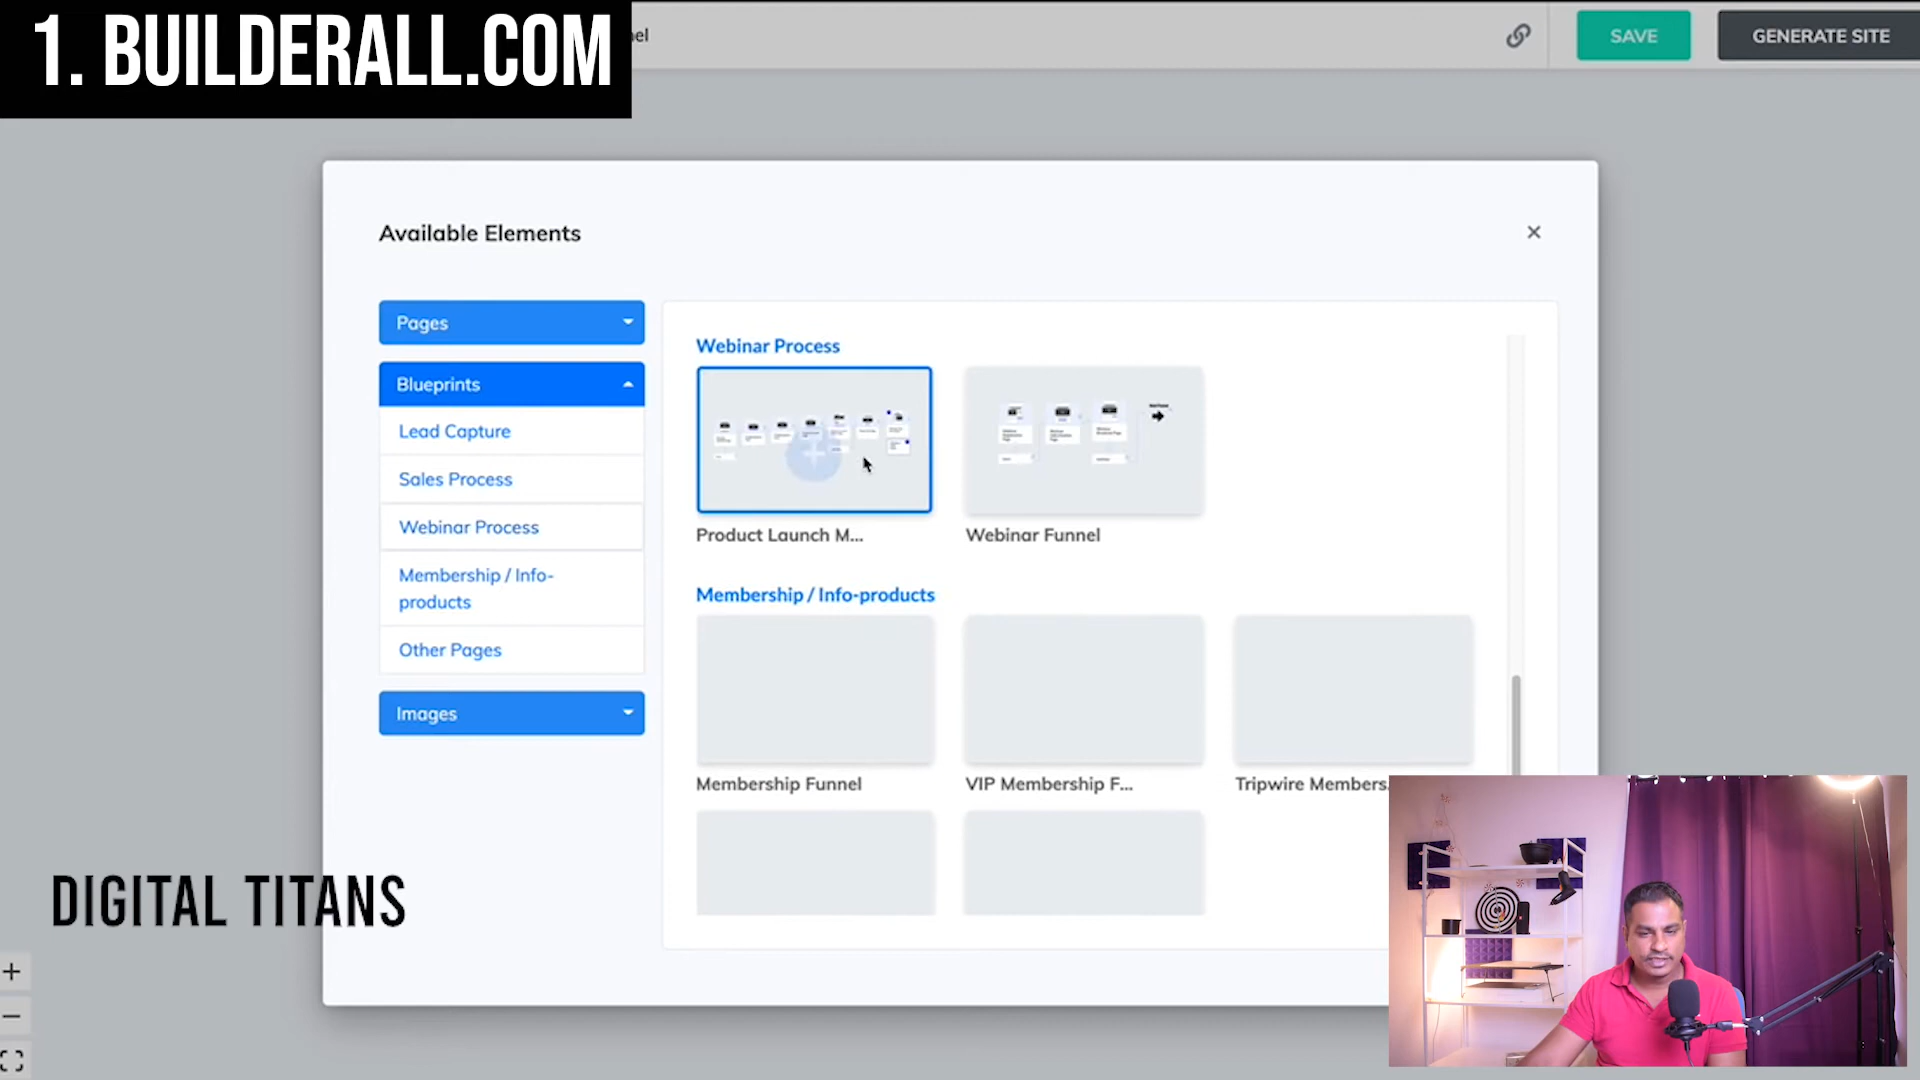 1. BUILDERALL.COM
el
SAVE
GENERATE SITE
Available Elements
Pages
Blueprints
Lead Capture
Sales Process
Webinar Process
Membership / Info-
products
Other Pages
Images
Webinar Process
Product Launch M...
Webinar Funnel
Membership / Info-products
Membership Funnel
VIP Membership F...
Tripwire Members.
DIGITAL TITANS